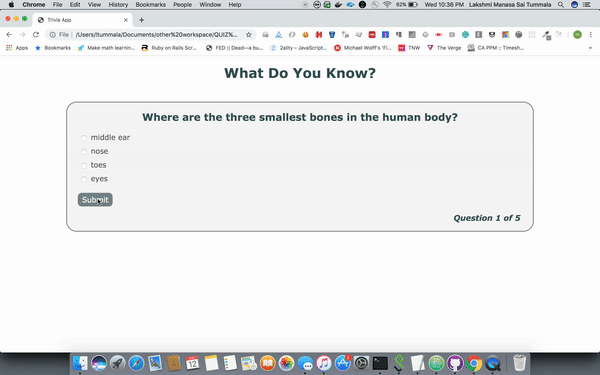 Chrome File Edit View History Bookmarks People Window Help 62% Wed 10:36 PM Lakshmi Manasa Sai Tummala
Trivia App
File /Users/ltummala/Documents/other%20workspace/QUIZ%...
Apps Bookmarks Make math learnin... Ruby on Rails Scr... FED || Dead—a bu... 2ality – JavaScript... Michael Wolff's 'Fi... TNW The Verge CA PPM :: Timesh...
What Do You Know?
Where are the three smallest bones in the human body?
middle ear
nose
toes
eyes
Submit
Question 1 of 5
12